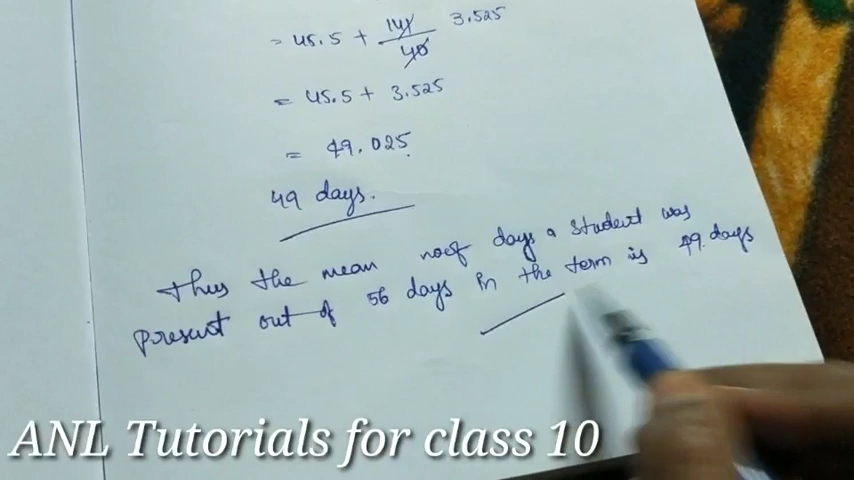 = 45.5 + 141/40 3.525
= 45.5 + 3.525
= 49.025
49 days.
Thus the mean no of days a student was
present out of 56 days in the term is 49 days
ANL Tutorials for class 10